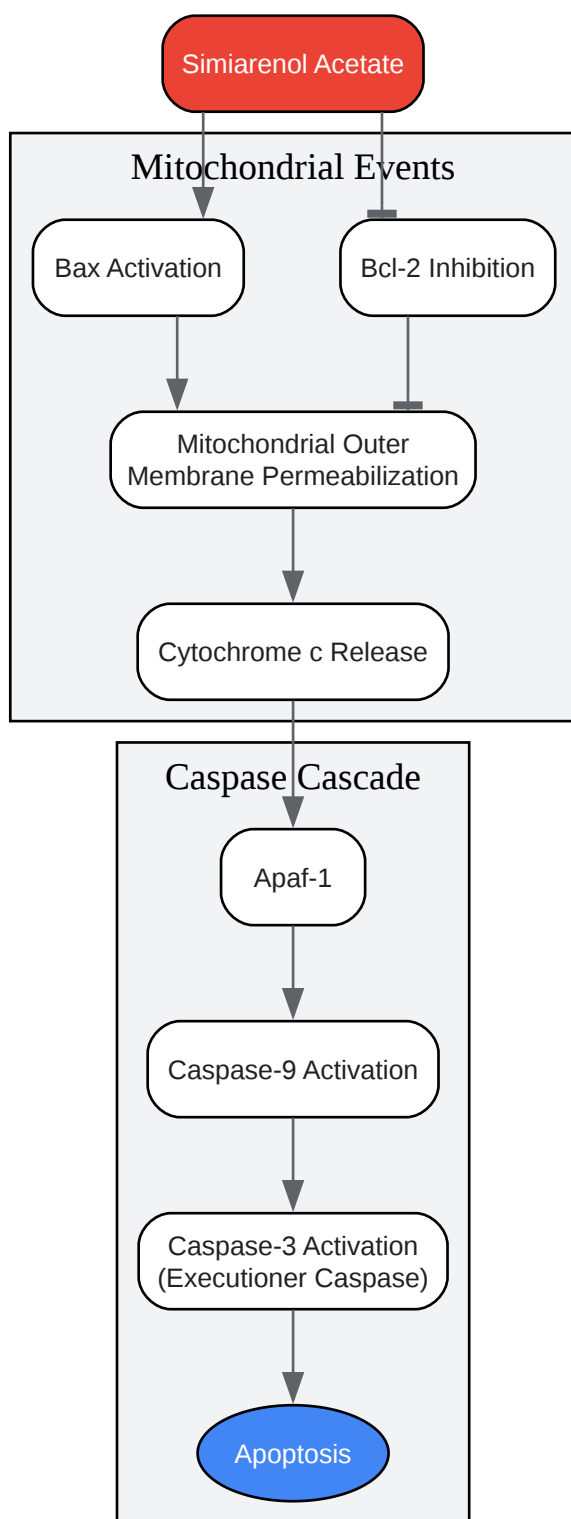 Simiarenol Acetate
Mitochondrial Events
Bax Activation
Bcl-2 Inhibition
Mitochondrial Outer
Membrane Permeabilization
Cytochrome c Release
Caspase Cascade
Apaf-1
Caspase-9 Activation
Caspase-3 Activation
(Executioner Caspase)
Apoptosis